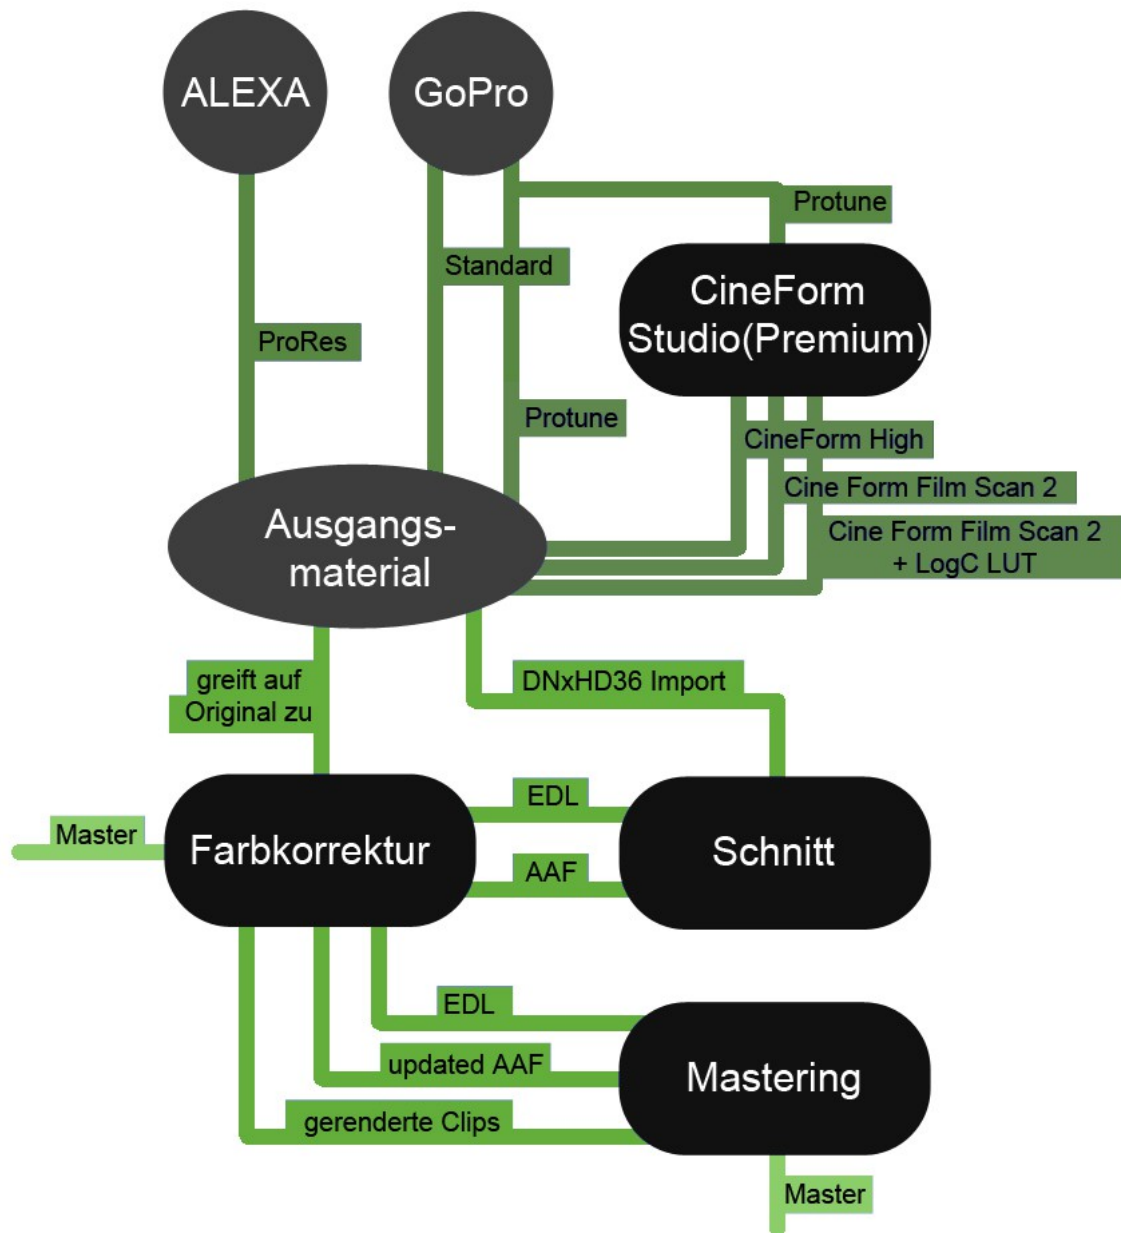 ALEXA
GoPro
Protune
Standard
CineForm
Studio(Premium)
ProRes
Protune
CineForm High
Cine Form Film Scan 2
Cine Form Film Scan 2
+ LogC LUT
Ausgangs-
material
greift auf
Original zu
DNxHD36 Import
EDL
Master
Farbkorrektur
Schnitt
AAF
EDL
updated AAF
Mastering
gerenderte Clips
Master